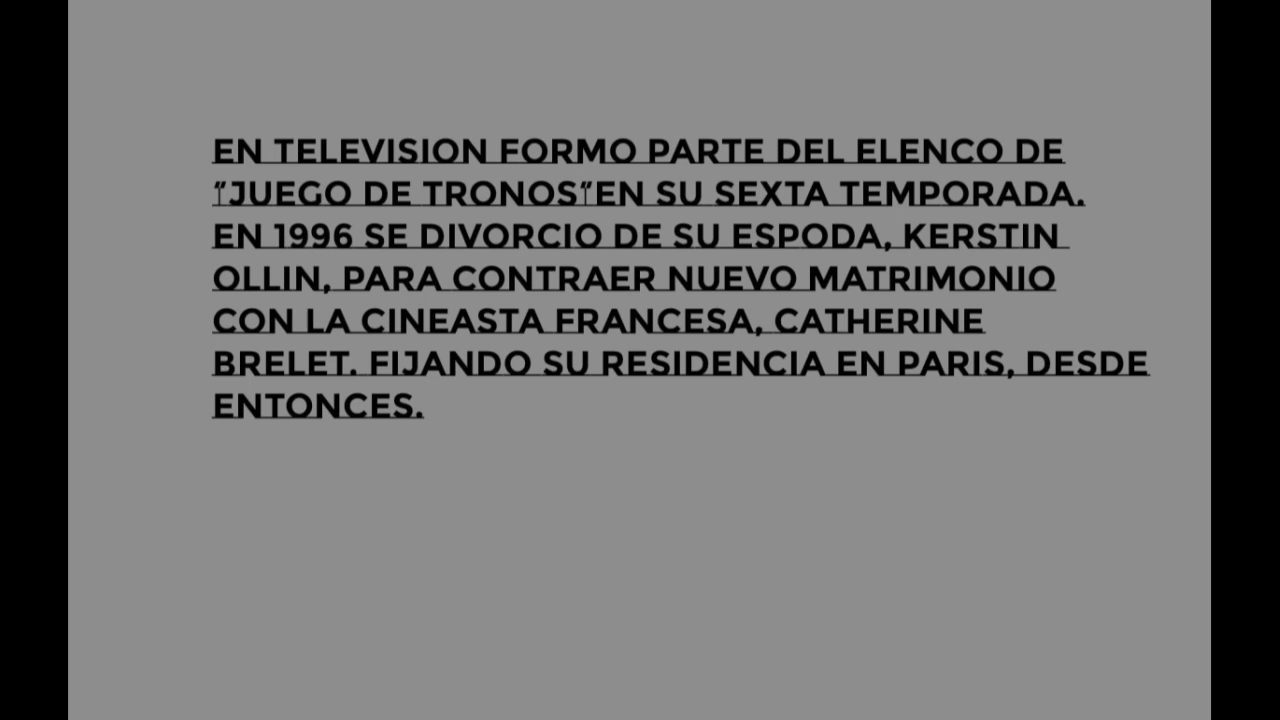 EN TELEVISION FORMO PARTE DEL ELENCO DE
"JUEGO DE TRONOS"EN SU SEXTA TEMPORADA.
EN 1996 SE DIVORCIO DE SU ESPODA, KERSTIN
OLLIN, PARA CONTRAER NUEVO MATRIMONIO
CON LA CINEASTA FRANCESA, CATHERINE
BRELET. FIJANDO SU RESIDENCIA EN PARIS, DESDE
ENTONCES.